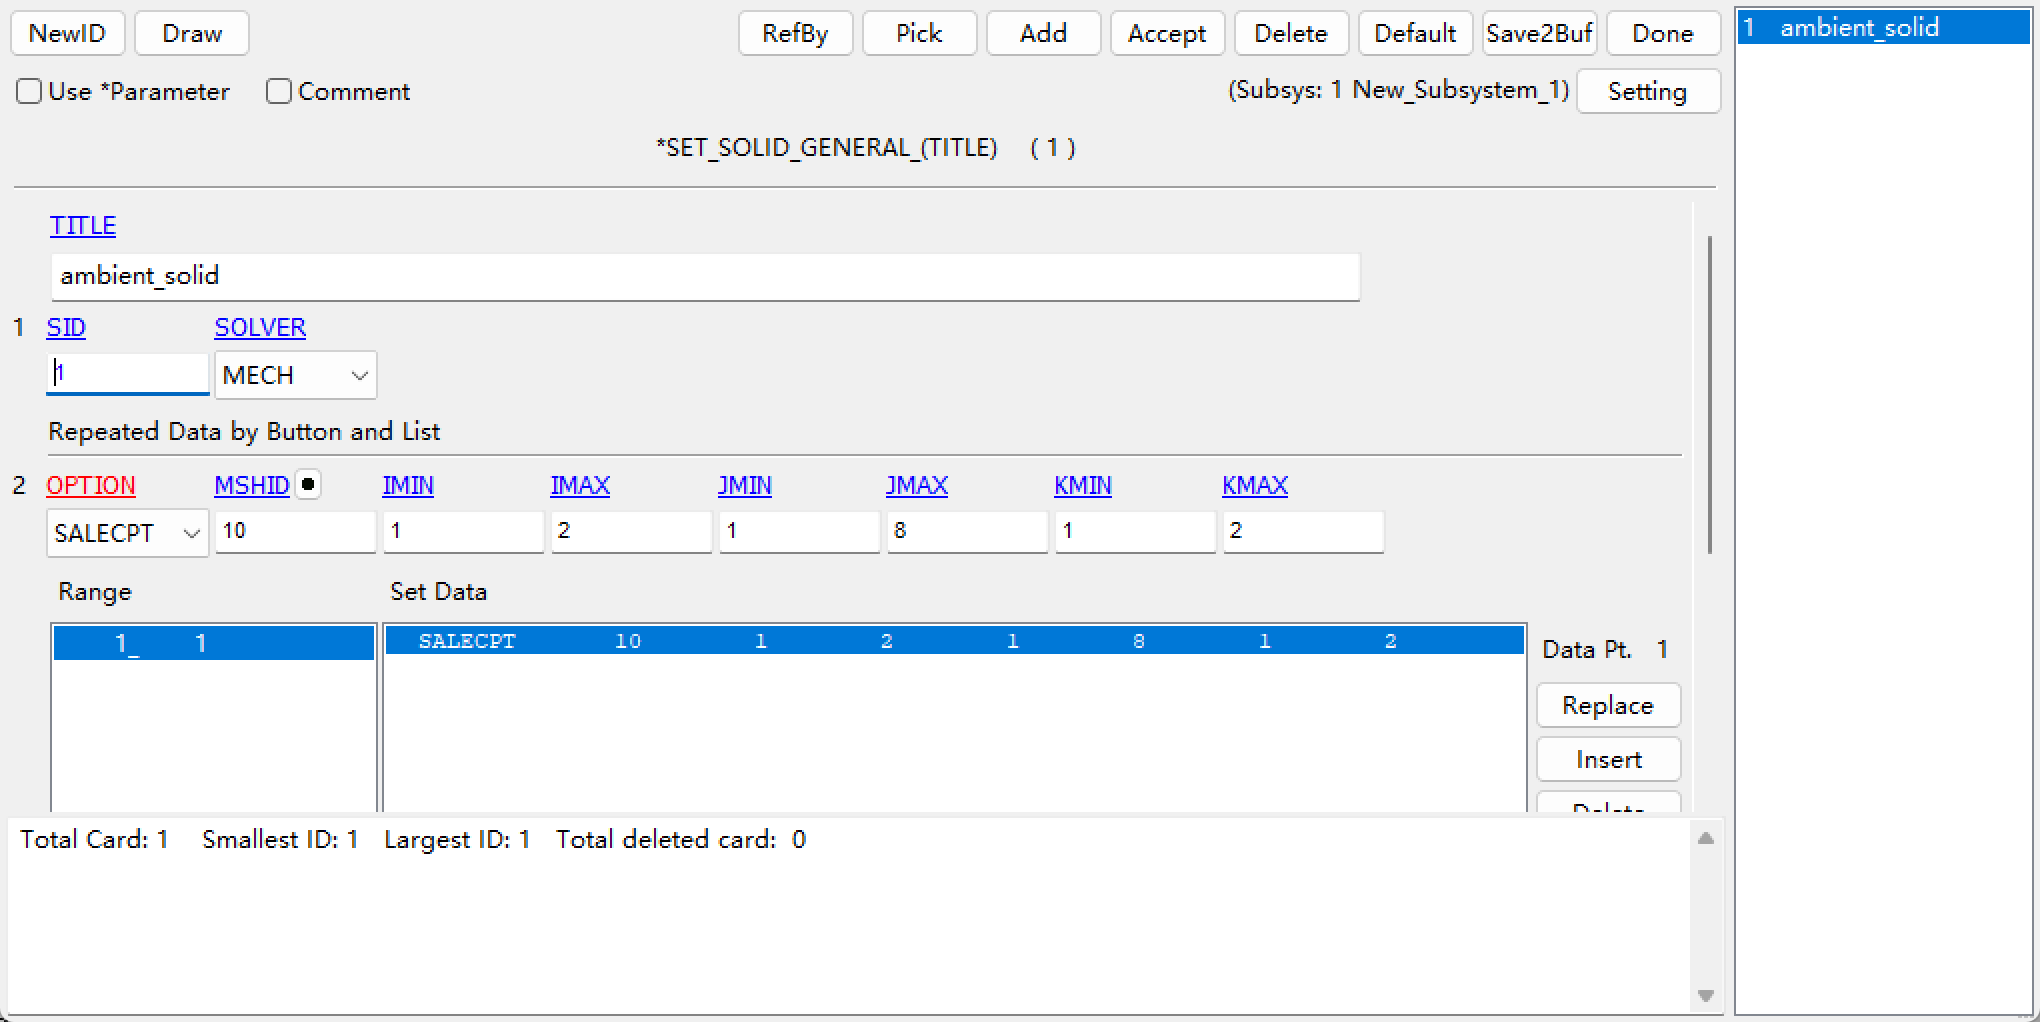 NewID Draw RefBy Pick Add Accept Delete Default Save2Buf Done
Use *Parameter Comment (Subsys: 1 New_Subsystem_1) Setting
*SET_SOLID_GENERAL_(TITLE) ( 1 )
TITLE
ambient_solid
1 SID SOLVER
1 MECH
Repeated Data by Button and List
2 OPTION MSHID IMIN IMAX JMIN JMAX KMIN KMAX
SALECPT 10 1 2 1 8 1 2
Range Set Data
1_ 1 SALECPT 10 1 2 1 8 1 2
Data Pt. 1
Replace
Insert
Delete
Total Card: 1 Smallest ID: 1 Largest ID: 1 Total deleted card: 0
1 ambient_solid